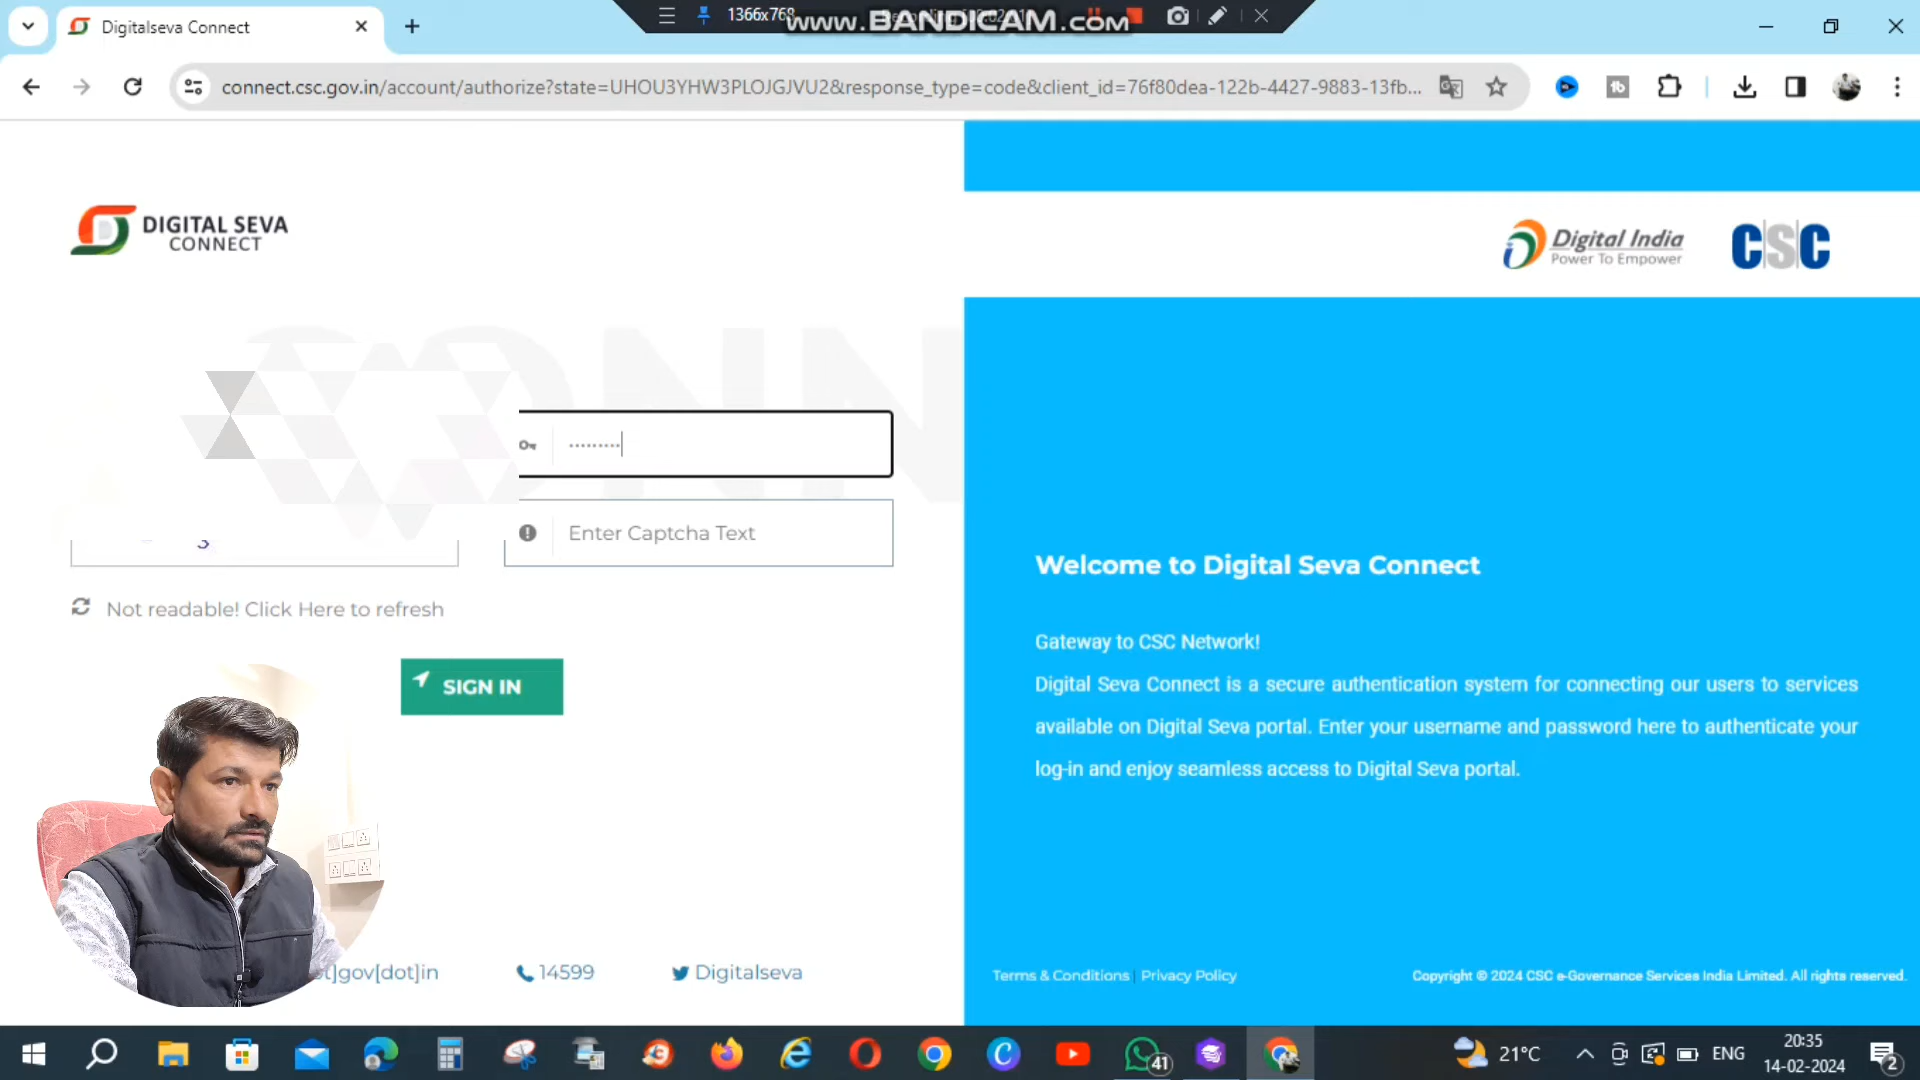 Digitalseva Connect
1366x768
www.BANDICAM.com
connect.csc.gov.in/account/authorize?state=UHOU3YHW3PLOJGJVU2&response_type=code&client_id=76f80dea-122b-4427-9883-13fb...
DIGITAL SEVA
CONNECT
Digital India
Power To Empower
CSC
CONN
·········
Enter Captcha Text
3
Not readable! Click Here to refresh
SIGN IN
Welcome to Digital Seva Connect
Gateway to CSC Network!
Digital Seva Connect is a secure authentication system for connecting our users to services
available on Digital Seva portal. Enter your username and password here to authenticate your
log-in and enjoy seamless access to Digital Seva portal.
t]gov[dot]in
14599
Digitalseva
Terms & Conditions | Privacy Policy
Copyright © 2024 CSC e-Governance Services India Limited. All rights reserved.
41
21°C
ENG
20:35
14-02-2024
2